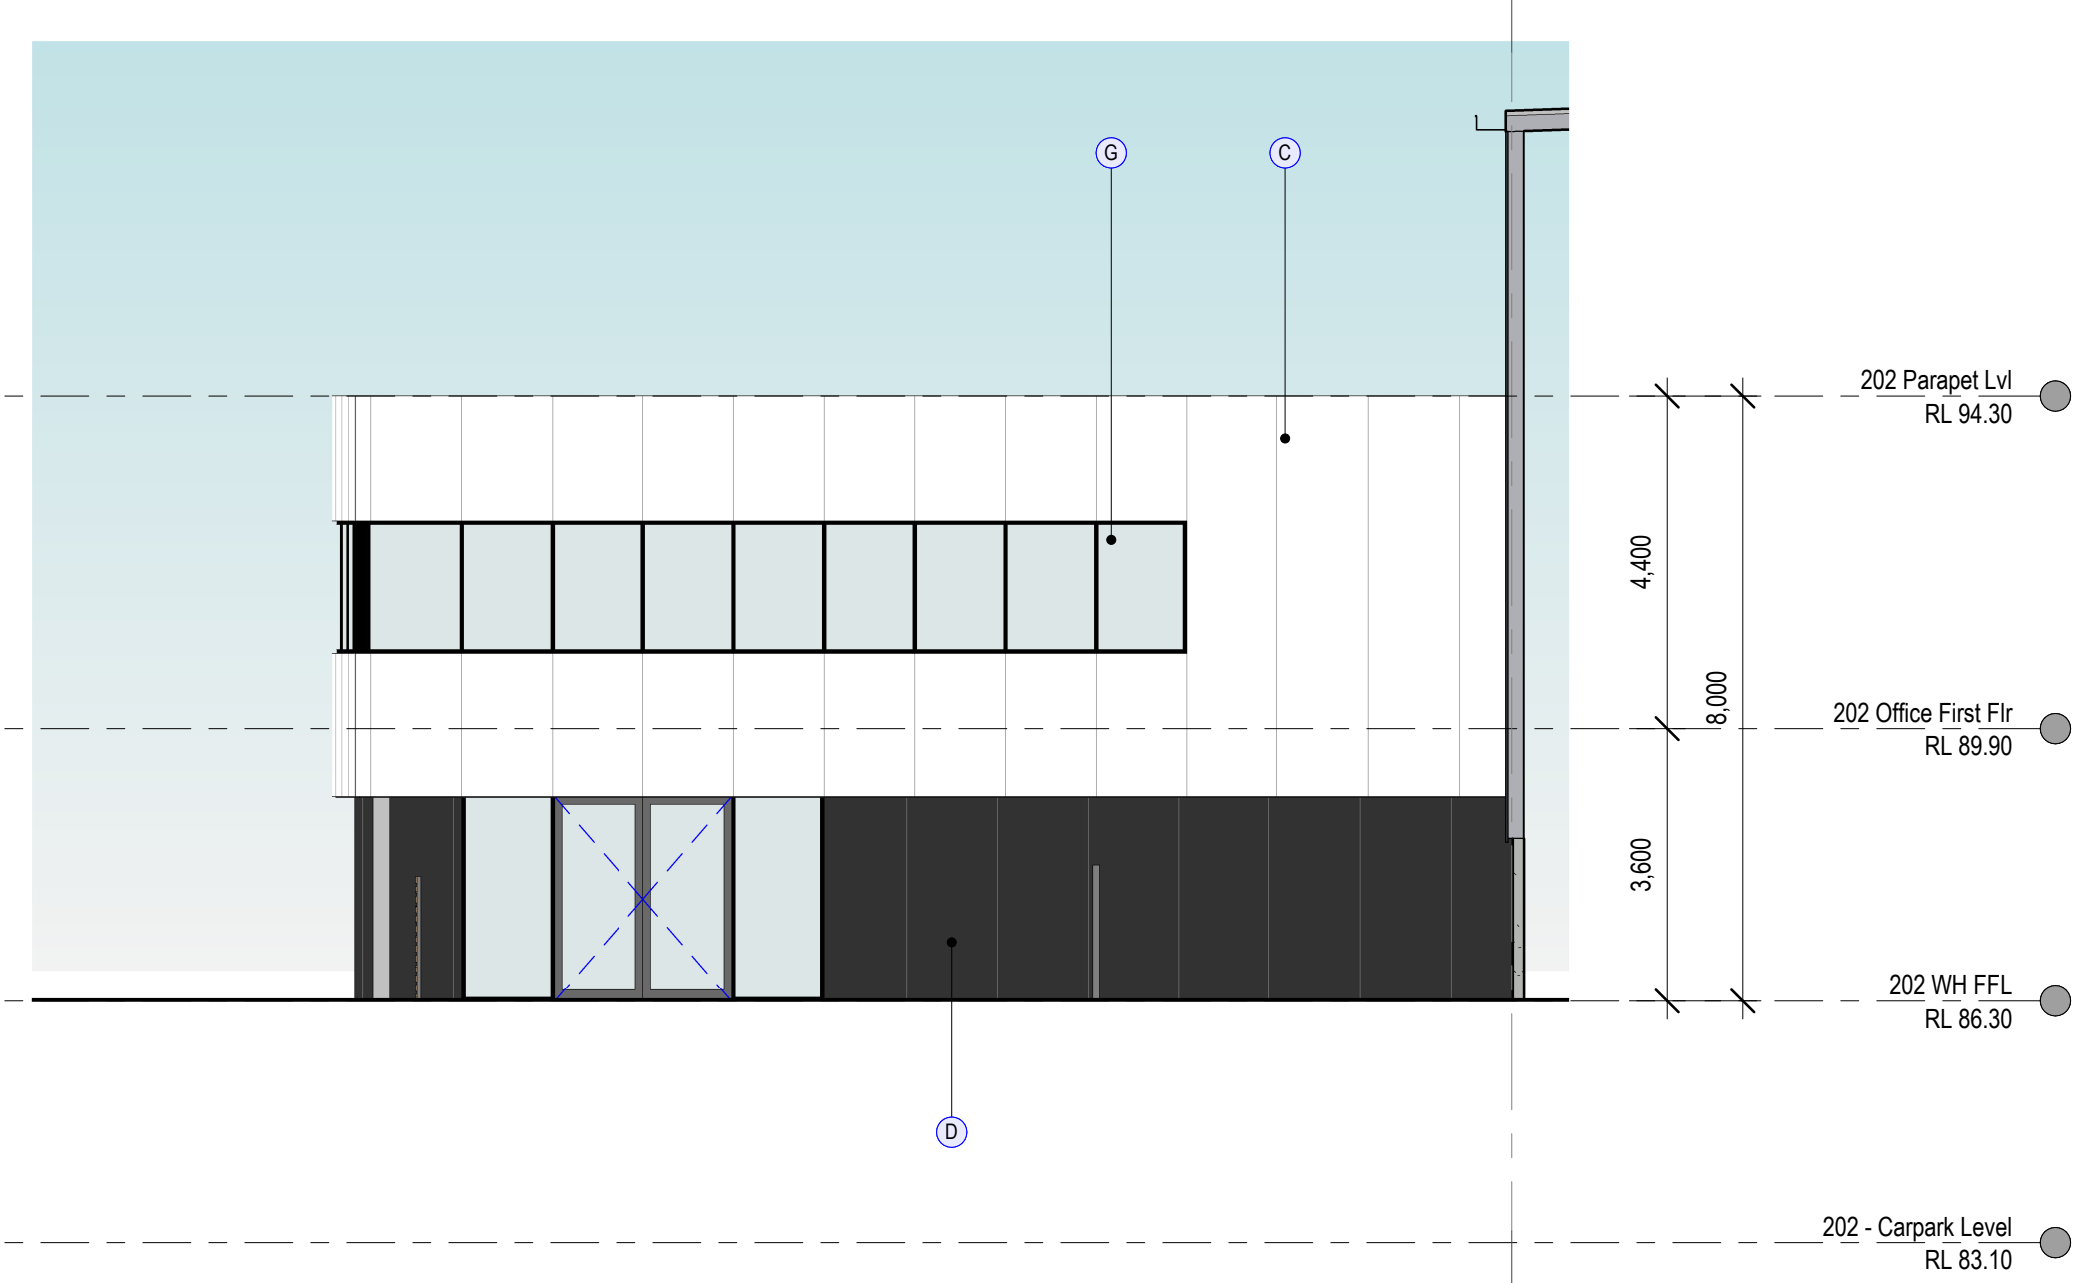 G
C
202 Parapet Lvl
RL 94.30
4,400
8,000
202 Office First Flr
RL 89.90
3,600
202 WH FFL
RL 86.30
D
202 - Carpark Level
RL 83.10